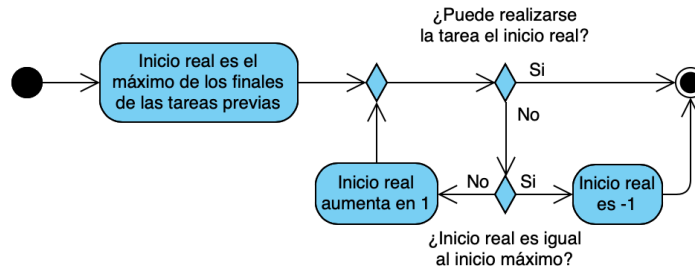 ¿Puede realizarse
la tarea el inicio real?
Inicio real es el
máximo de los finales
de las tareas previas
Si
No
Inicio real
aumenta en 1
No
Si
Inicio real
es -1
¿Inicio real es igual
al inicio máximo?